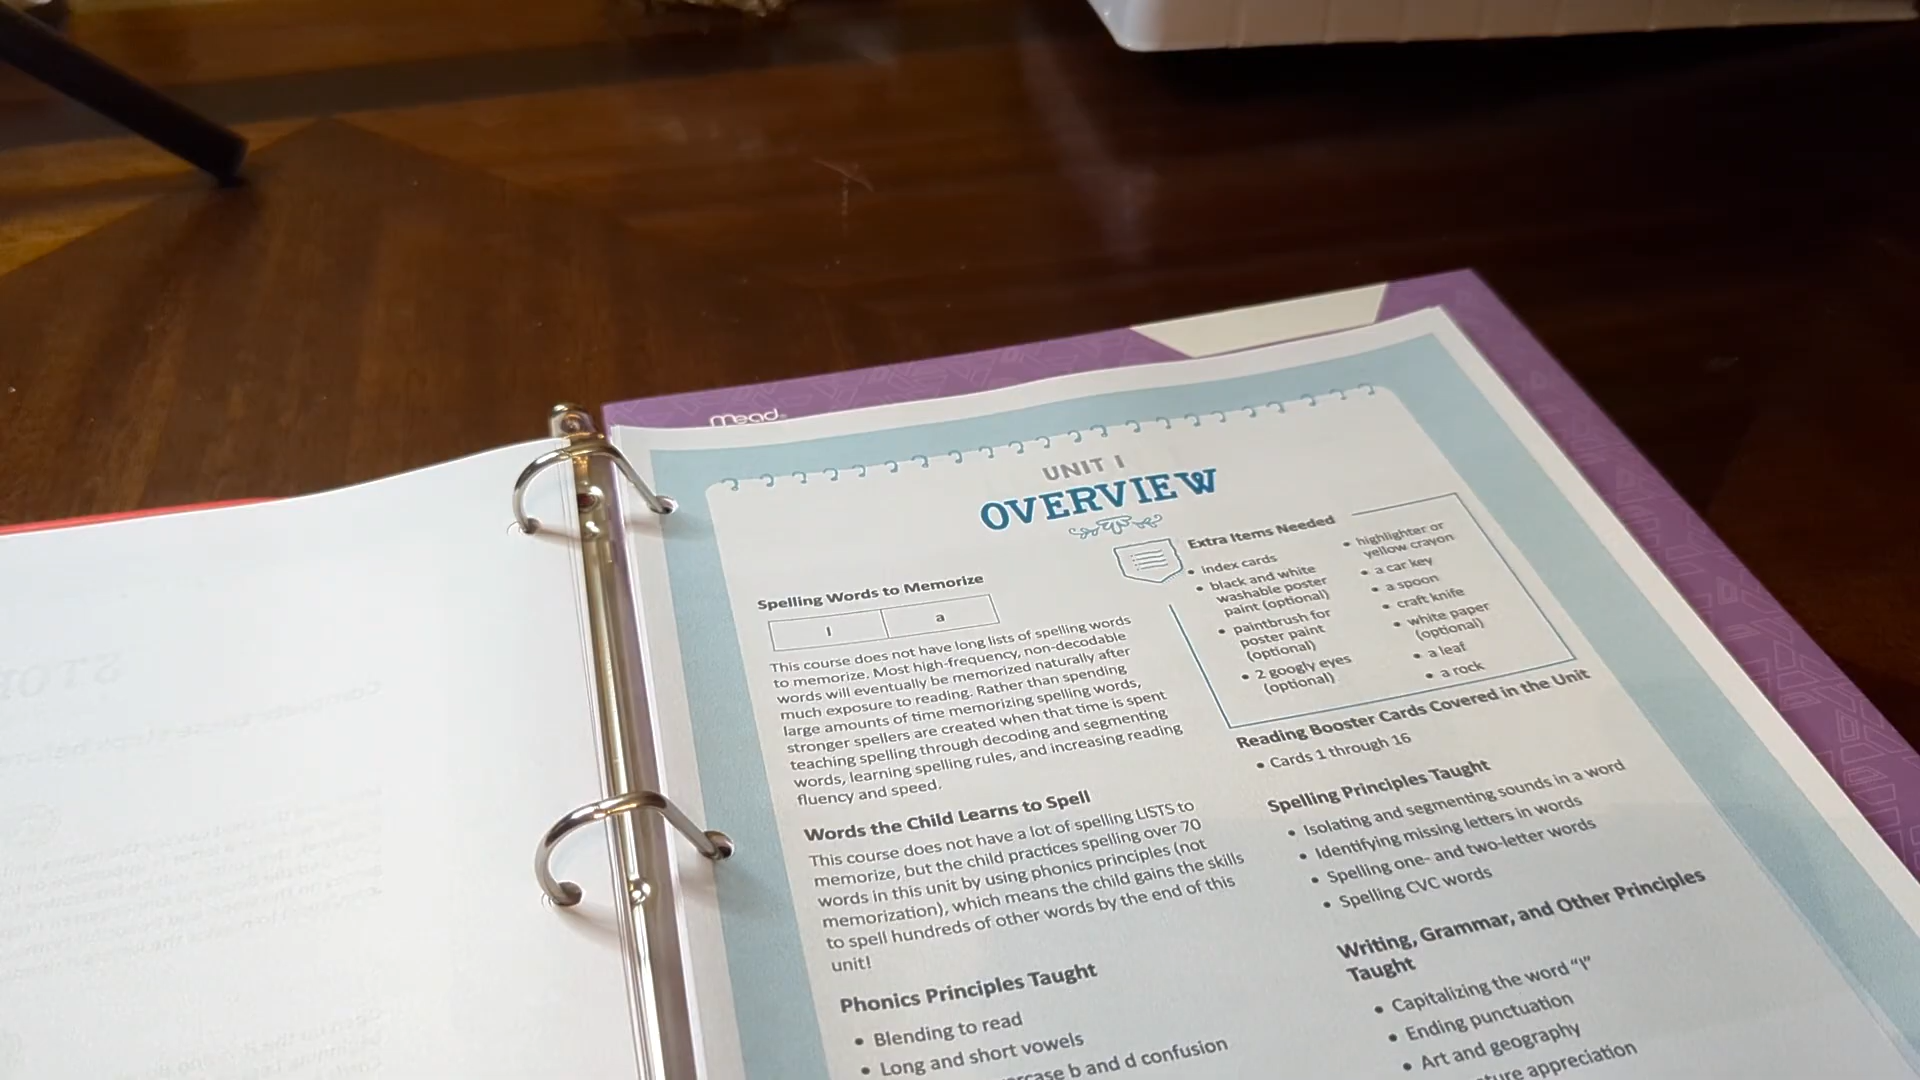 mead
UNIT 1
OVERVIEW
Spelling Words to Memorize
I
a
This course does not have long lists of spelling words
to memorize. Most high-frequency, non-decodable
words will eventually be memorized naturally after
much exposure to reading. Rather than spending
large amounts of time memorizing spelling words,
stronger spellers are created when that time is spent
teaching spelling through decoding and segmenting
words, learning spelling rules, and increasing reading
fluency and speed.
Words the Child Learns to Spell
This course does not have a lot of spelling LISTS to
memorize, but the child practices spelling over 70
words in this unit by using phonics principles (not
memorization), which means the child gains the skills
to spell hundreds of other words by the end of this
unit!
Phonics Principles Taught
• Blending to read
• Long and short vowels
b and d confusion
Extra Items Needed
• index cards
• black and white
washable poster
paint (optional)
• paintbrush for
poster paint
(optional)
• 2 googly eyes
(optional)
• highlighter or
yellow crayon
• a car key
• a spoon
• craft knife
• white paper
(optional)
• a leaf
• a rock
Reading Booster Cards Covered in the Unit
• Cards 1 through 16
Spelling Principles Taught
• Isolating and segmenting sounds in a word
• Identifying missing letters in words
• Spelling one- and two-letter words
• Spelling CVC words
Writing, Grammar, and Other Principles
Taught
• Capitalizing the word “I”
• Ending punctuation
• Art and geography
appreciation